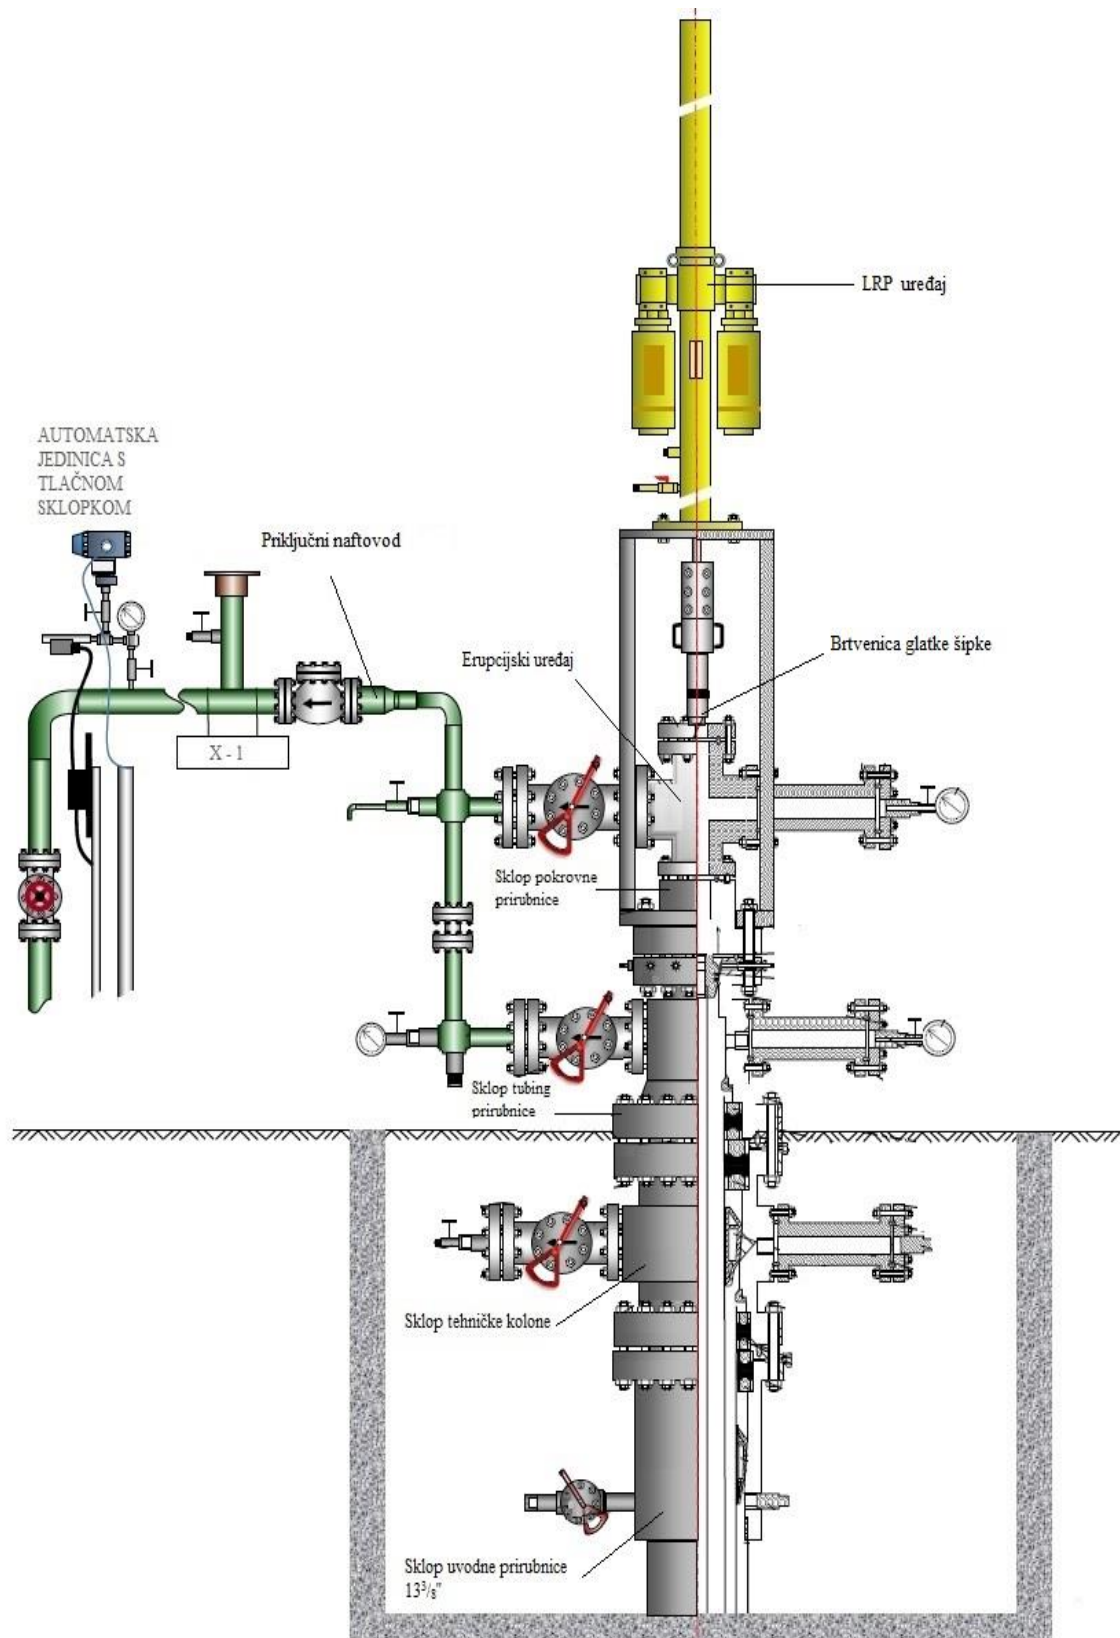 LRP uređaj
AUTOMATSKA
JEDINICA S
TLAČNOM
SKLOPKOM
Priključni naftovod
Brtvenica glatke šipke
Erupcijski uređaj
X - 1
Sklop pokrovne
prirubnice
Sklop tubing
prirubnice
Sklop tehničke kolone
Sklop uvodne prirubnice
13³/₈"